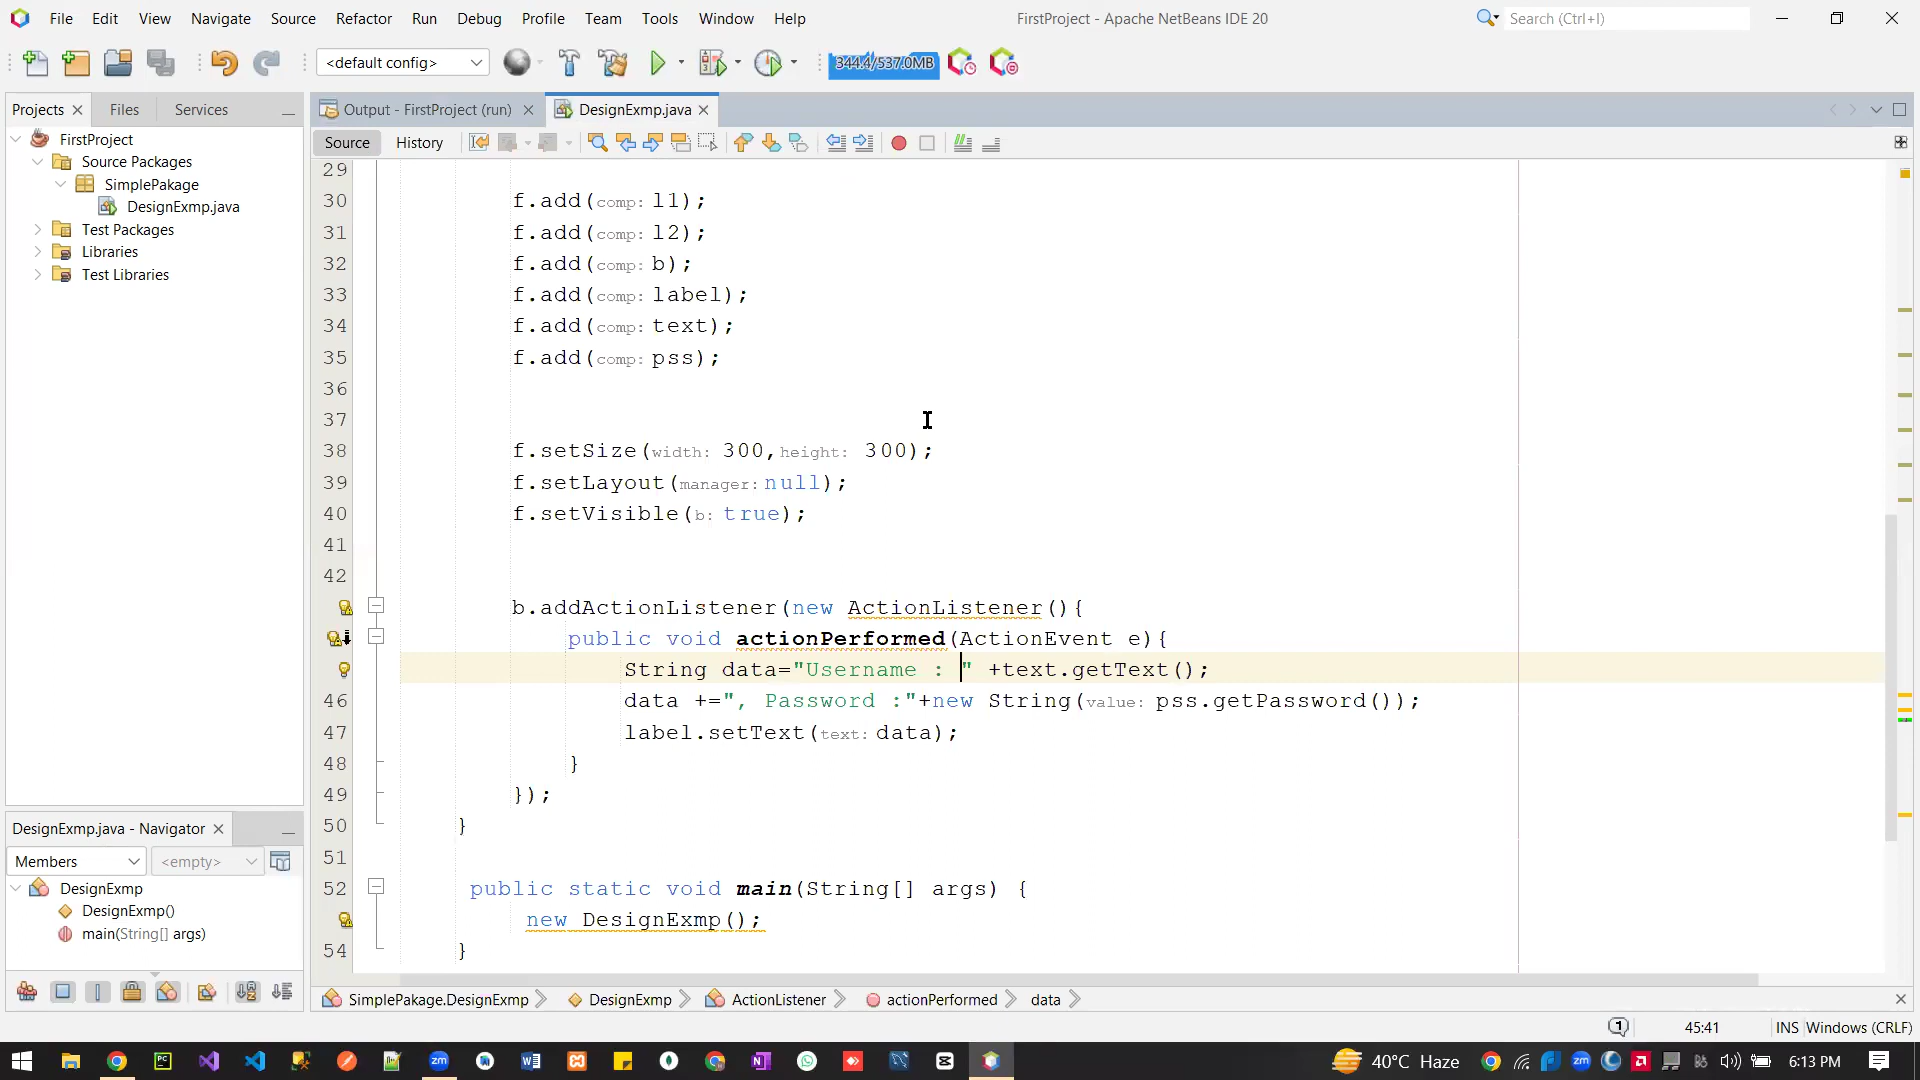 File Edit View Navigate Source Refactor Run Debug Profile Team Tools Window Help
FirstProject - Apache NetBeans IDE 20
Search (Ctrl+I)
<default config>
344.4/537.0MB
Projects Files Services
FirstProject
Source Packages
SimplePakage
DesignExmp.java
Test Packages
Libraries
Test Libraries
Output - FirstProject (run) DesignExmp.java
Source History
29
30 f.add(comp: l1);
31 f.add(comp: l2);
32 f.add(comp: b);
33 f.add(comp: label);
34 f.add(comp: text);
35 f.add(comp: pss);
36
37
38 f.setSize(width: 300,height: 300);
39 f.setLayout(manager:null);
40 f.setVisible(b: true);
41
42
b.addActionListener(new ActionListener(){
public void actionPerformed(ActionEvent e){
String data="Username : " +text.getText();
46 data +=", Password :"+new String(value: pss.getPassword());
47 label.setText(text: data);
48 }
49 });
50 }
51
52 public static void main(String[] args) {
new DesignExmp();
54 }
DesignExmp.java - Navigator
Members <empty>
DesignExmp
DesignExmp()
main(String[] args)
SimplePakage.DesignExmp DesignExmp ActionListener actionPerformed data
1 45:41 INS Windows (CRLF)
40°C Haze 6:13 PM